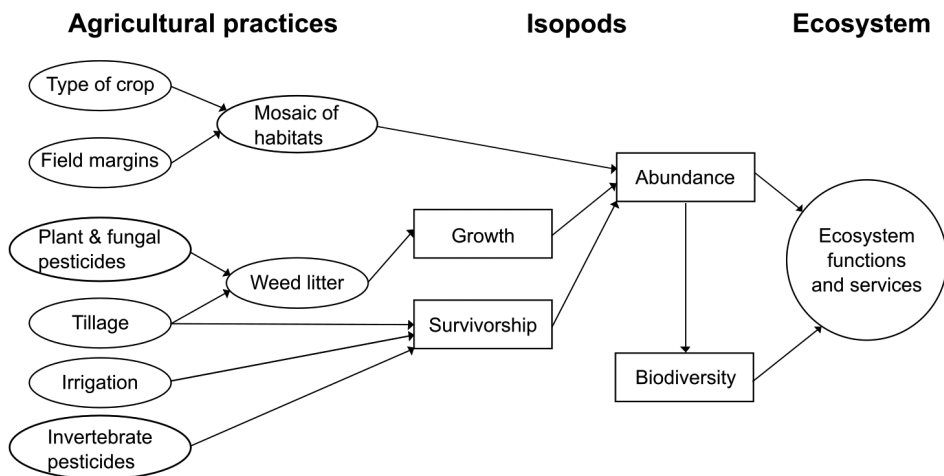 Agricultural practices
Isopods
Ecosystem
Type of crop
Mosaic of
habitats
Field margins
Abundance
Plant & fungal
pesticides
Growth
Ecosystem
functions
and services
Weed litter
Tillage
Survivorship
Irrigation
Biodiversity
Invertebrate
pesticides